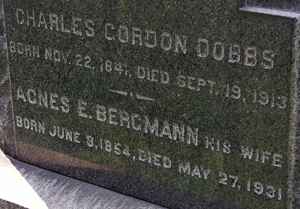 CHARLES GORDON DOBBS
BORN NOV. 22, 1841, DIED SEPT. 19, 1913
AGNES E. BERGMANN HIS WIFE
BORN JUNE 8, 1854, DIED MAY 27, 1931